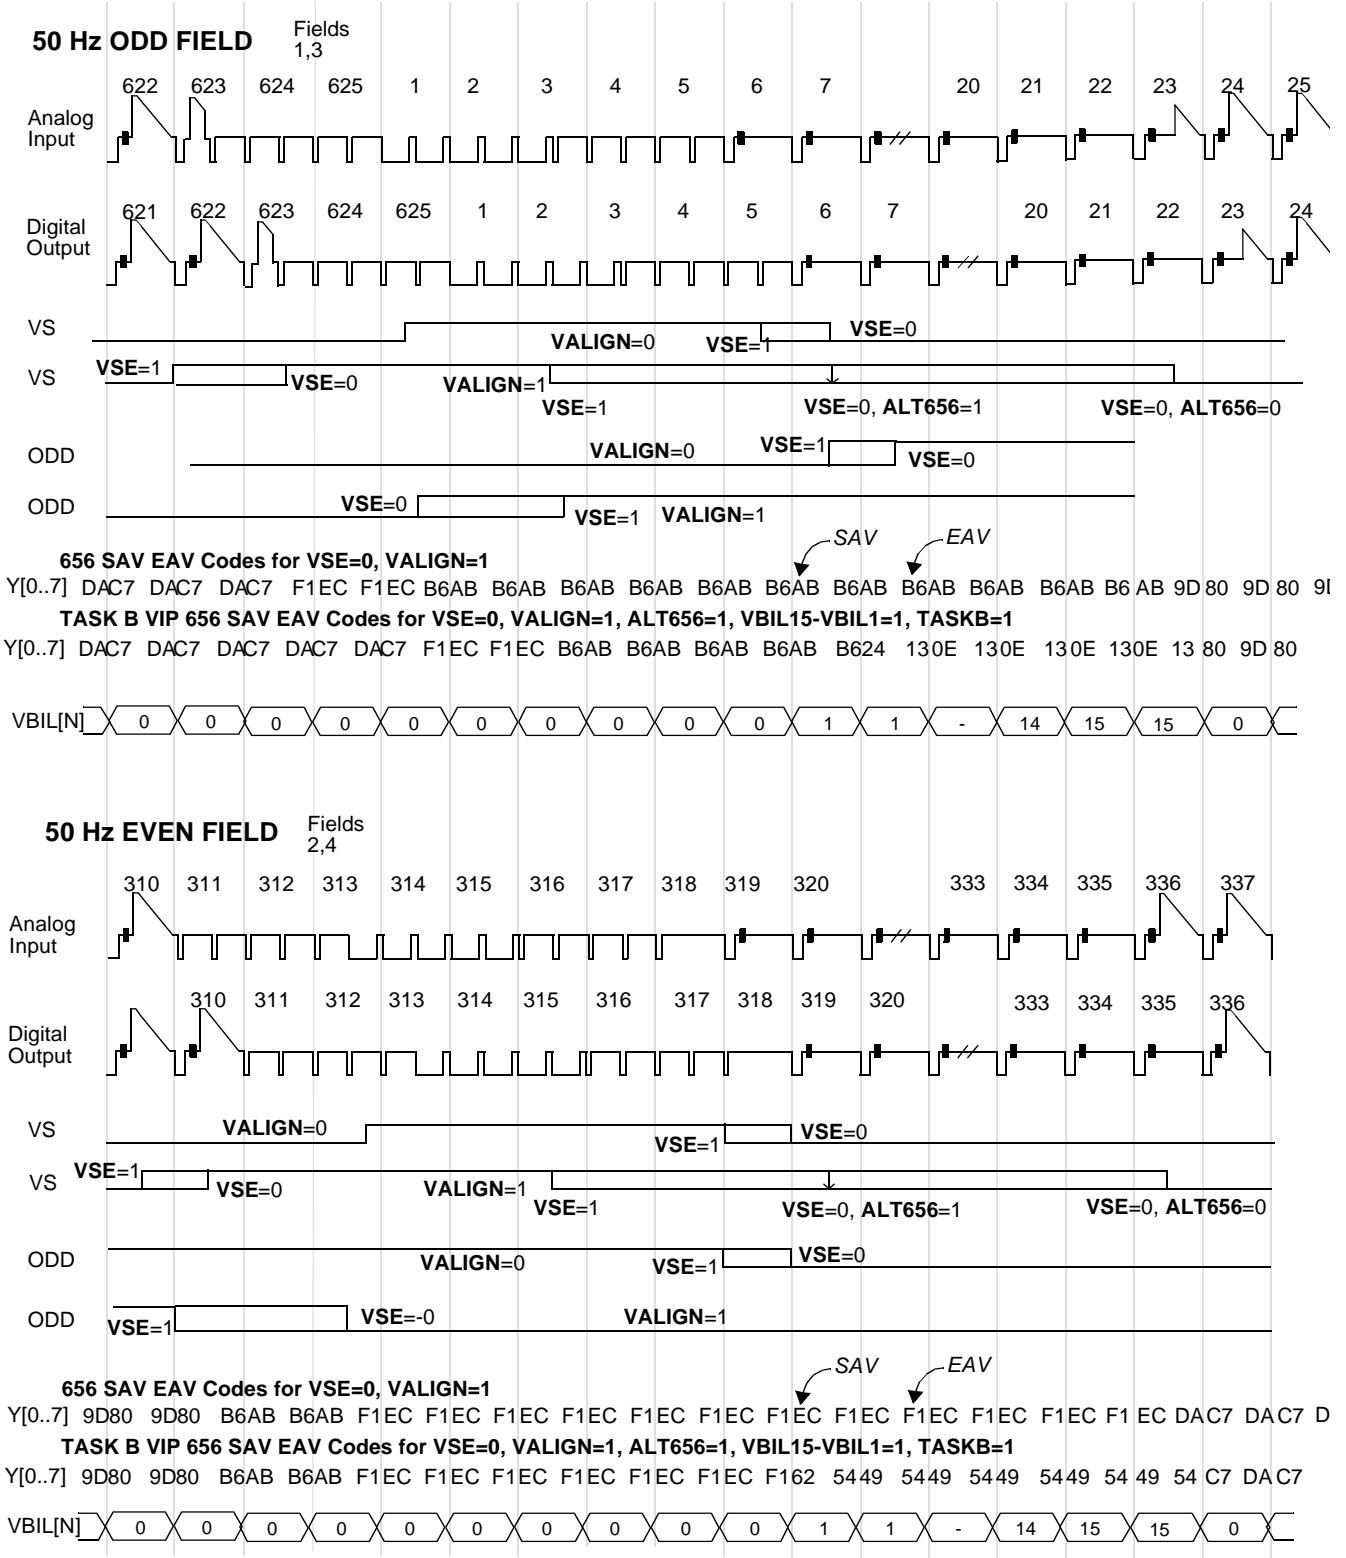 50 Hz ODD FIELD Fields
1,3
622 623 624 625 1 2 3 4 5 6 7 20 21 22 23 24 25
Analog
Input
621 622 623 624 625 1 2 3 4 5 6 7 20 21 22 23 24
Digital
Output
VS VALIGN=0 VSE=1 VSE=0
VS VSE=1 VSE=0 VALIGN=1
VSE=1 VSE=0, ALT656=1 VSE=0, ALT656=0
ODD VALIGN=0 VSE=1 VSE=0
ODD VSE=0 VSE=1 VALIGN=1
SAV EAV
656 SAV EAV Codes for VSE=0, VALIGN=1
Y[0..7] DAC7 DAC7 DAC7 F1EC F1EC B6AB B6AB B6AB B6AB B6AB B6AB B6AB B6AB B6AB B6AB B6 AB 9D 80 9D 80 9D
TASK B VIP 656 SAV EAV Codes for VSE=0, VALIGN=1, ALT656=1, VBIL15-VBIL1=1, TASKB=1
Y[0..7] DAC7 DAC7 DAC7 DAC7 DAC7 F1EC F1EC B6AB B6AB B6AB B6AB B624 130E 130E 130E 130E 13 80 9D 80
VBIL[N] 0 0 0 0 0 0 0 0 0 0 1 1 - 14 15 15 0
50 Hz EVEN FIELD Fields
2,4
310 311 312 313 314 315 316 317 318 319 320 333 334 335 336 337
Analog
Input
310 311 312 313 314 315 316 317 318 319 320 333 334 335 336
Digital
Output
VS VALIGN=0 VSE=1 VSE=0
VS VSE=1 VSE=0 VALIGN=1
VSE=1 VSE=0, ALT656=1 VSE=0, ALT656=0
ODD VALIGN=0 VSE=1 VSE=0
ODD VSE=1 VSE=-0 VALIGN=1
SAV EAV
656 SAV EAV Codes for VSE=0, VALIGN=1
Y[0..7] 9D80 9D80 B6AB B6AB F1EC F1EC F1EC F1EC F1EC F1EC F1EC F1EC F1EC F1EC F1EC F1 EC DAC7 DAC7 D
TASK B VIP 656 SAV EAV Codes for VSE=0, VALIGN=1, ALT656=1, VBIL15-VBIL1=1, TASKB=1
Y[0..7] 9D80 9D80 B6AB B6AB F1EC F1EC F1EC F1EC F1EC F1EC F162 5449 5449 5449 5449 54 49 54 C7 DAC7
VBIL[N] 0 0 0 0 0 0 0 0 0 0 1 1 - 14 15 15 0